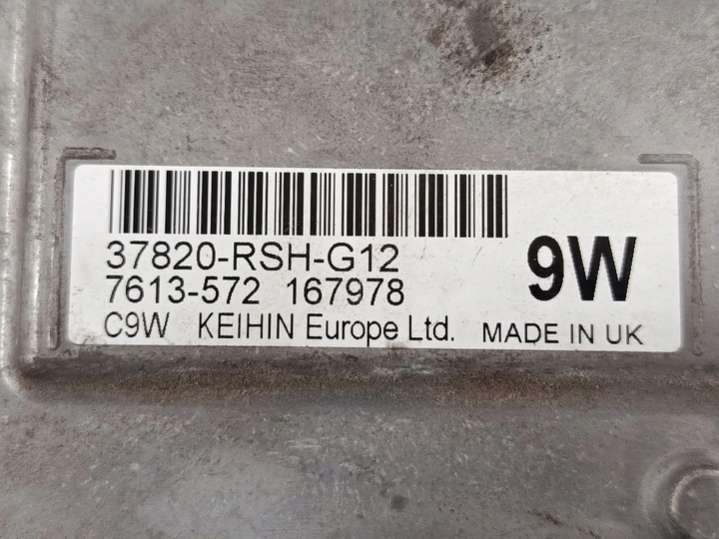 37820-RSH-G12
7613-572 167978
9W
C9W KEIHIN Europe Ltd. MADE IN UK